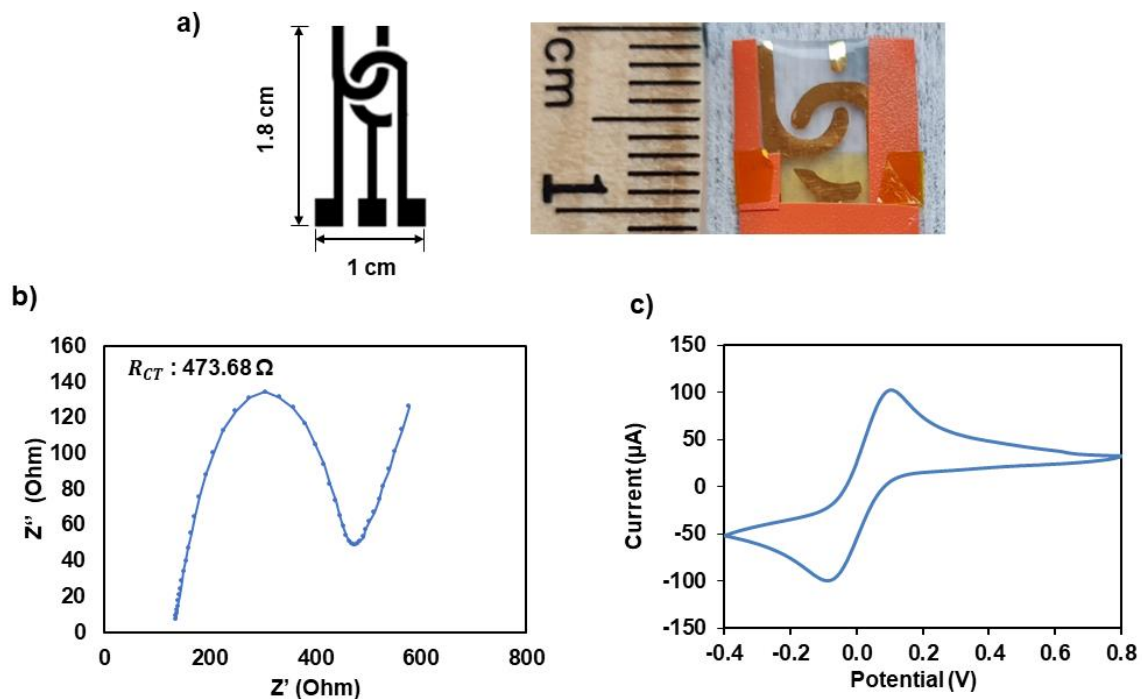 a)
1.8 cm
1 cm
cm
1
b)
160
140
120
100
80
60
40
20
0
0 200 400 600 800
Z‘’ (Ohm)
Z’ (Ohm)
R_CT : 473.68 Ω
c)
150
100
50
0
-50
-100
-150
-0.4 -0.2 0.0 0.2 0.4 0.6 0.8
Current (µA)
Potential (V)